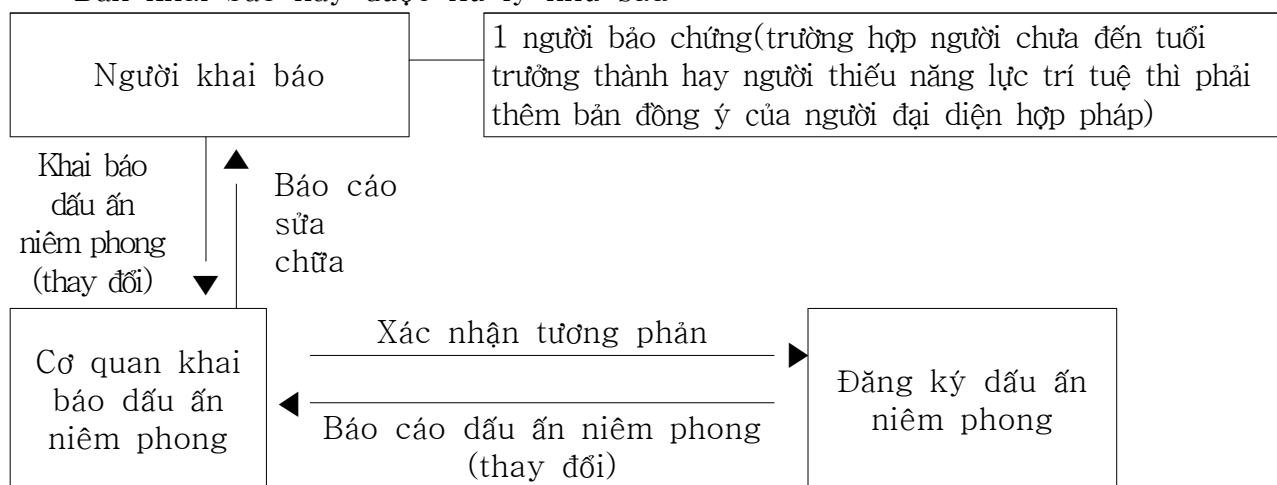 Người khai báo
1 người bảo chứng(trường hợp người chưa đến tuổi
trưởng thành hay người thiếu năng lực trí tuệ thì phải
thêm bản đồng ý của người đại diện hợp pháp)
Khai báo
dấu ấn
niêm phong
(thay đổi)
Báo cáo
sửa
chữa
Cơ quan khai
báo dấu ấn
niêm phong
Xác nhận tương phản
Báo cáo dấu ấn niêm phong
(thay đổi)
Đăng ký dấu ấn
niêm phong